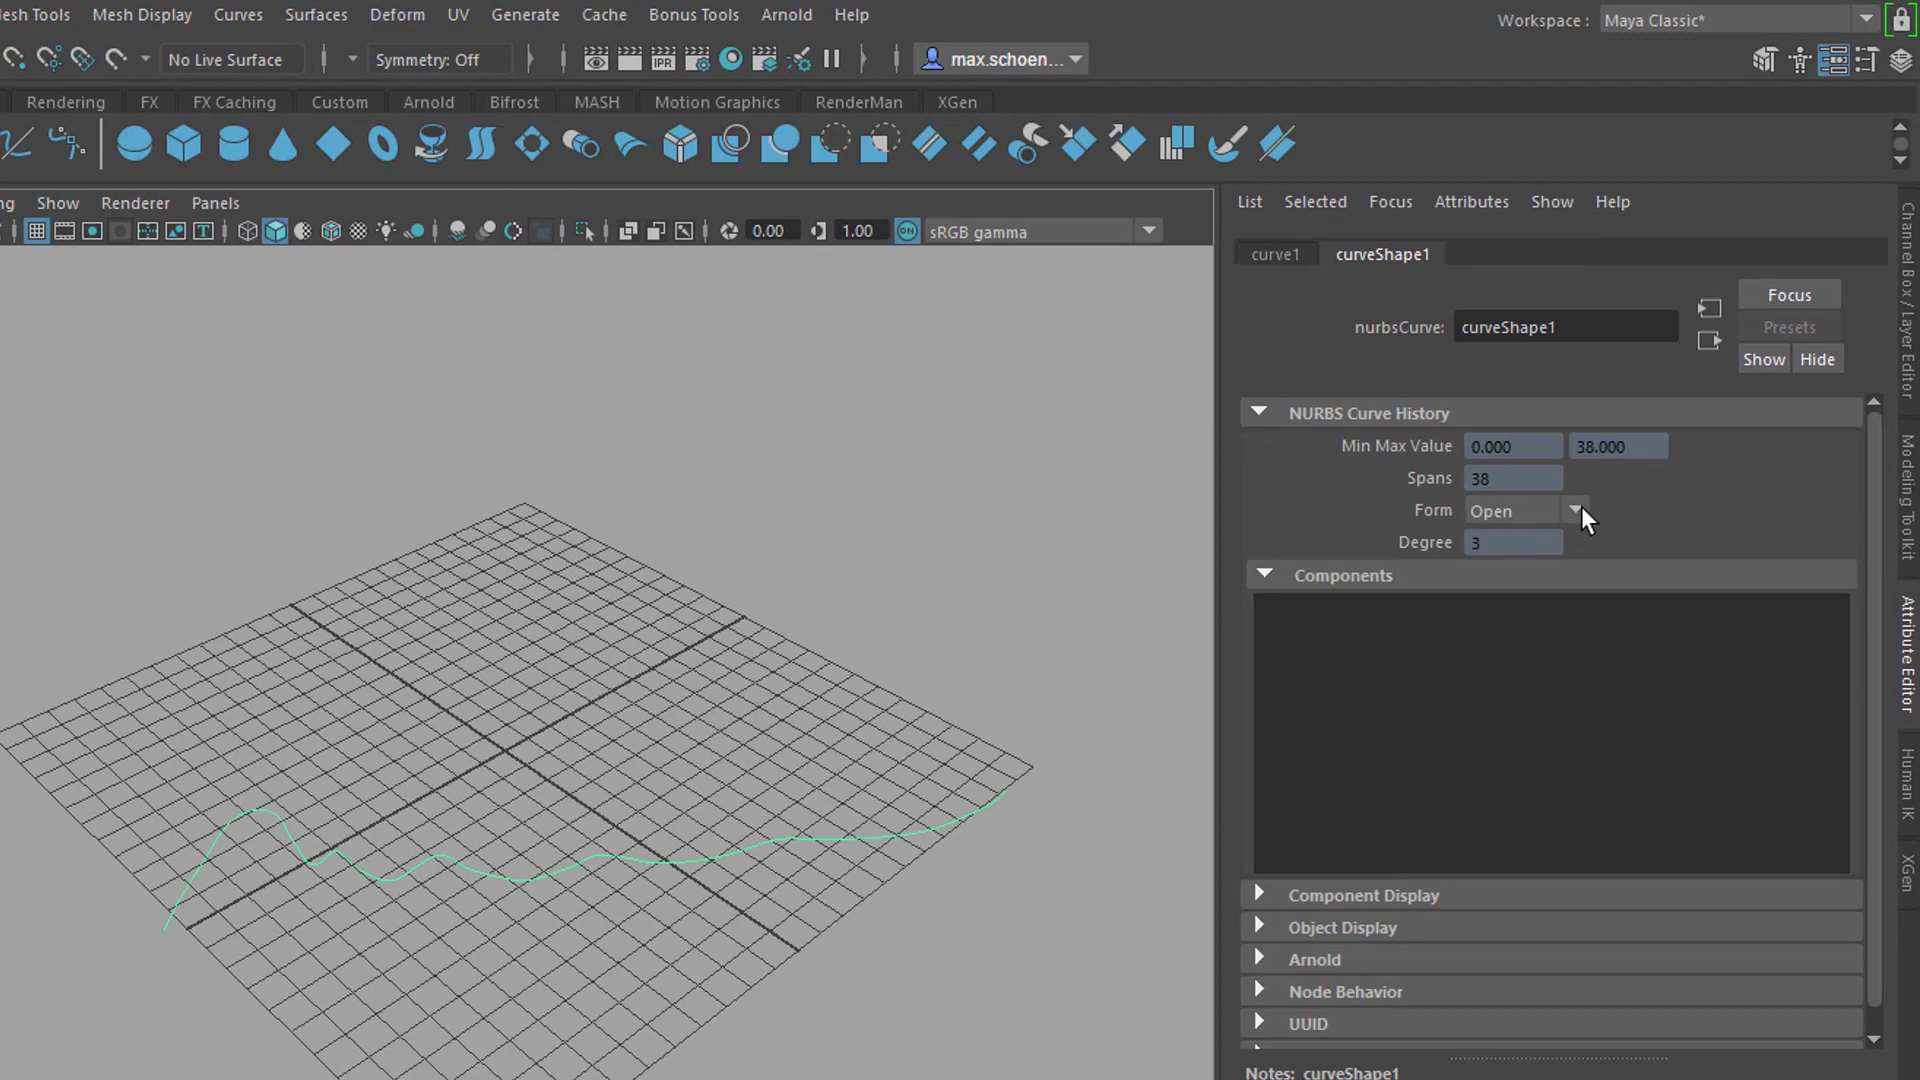 Mesh Tools Mesh Display Curves Surfaces Deform UV Generate Cache Bonus Tools Arnold Help
Workspace : Maya Classic*
No Live Surface Symmetry: Off IPR max.schoen...
Rendering FX FX Caching Custom Arnold Bifrost MASH Motion Graphics RenderMan XGen
ng Show Renderer Panels
0.00 1.00 ON sRGB gamma
List Selected Focus Attributes Show Help
curve1 curveShape1
Focus
nurbsCurve: curveShape1
Presets
Show Hide
NURBS Curve History
Min Max Value 0.000 38.000
Spans 38
Form Open
Degree 3
Components
Component Display
Object Display
Arnold
Node Behavior
UUID
Notes: curveShape1
Channel Box / Layer Editor
Modeling Toolkit
Attribute Editor
Human IK
XGen